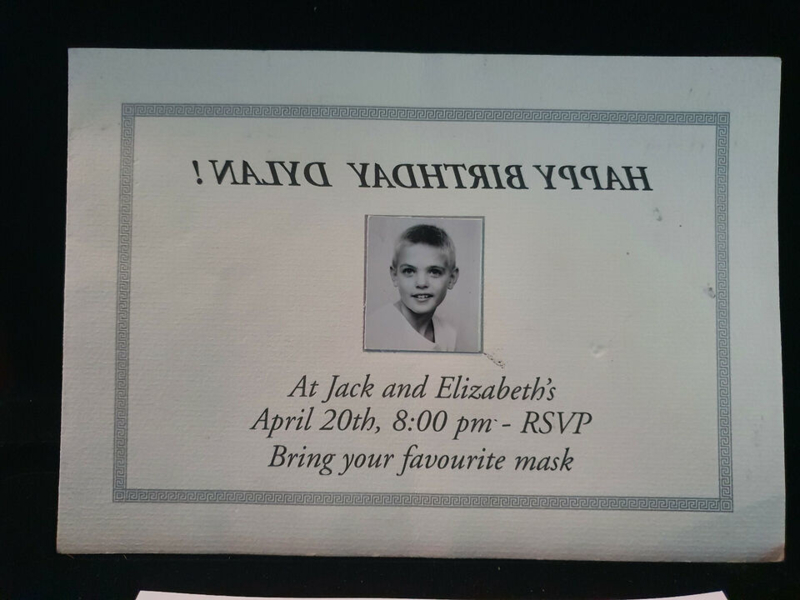 HAPPY BIRTHDAY DYLAN!
At Jack and Elizabeth's
April 20th, 8:00 pm - RSVP
Bring your favourite mask